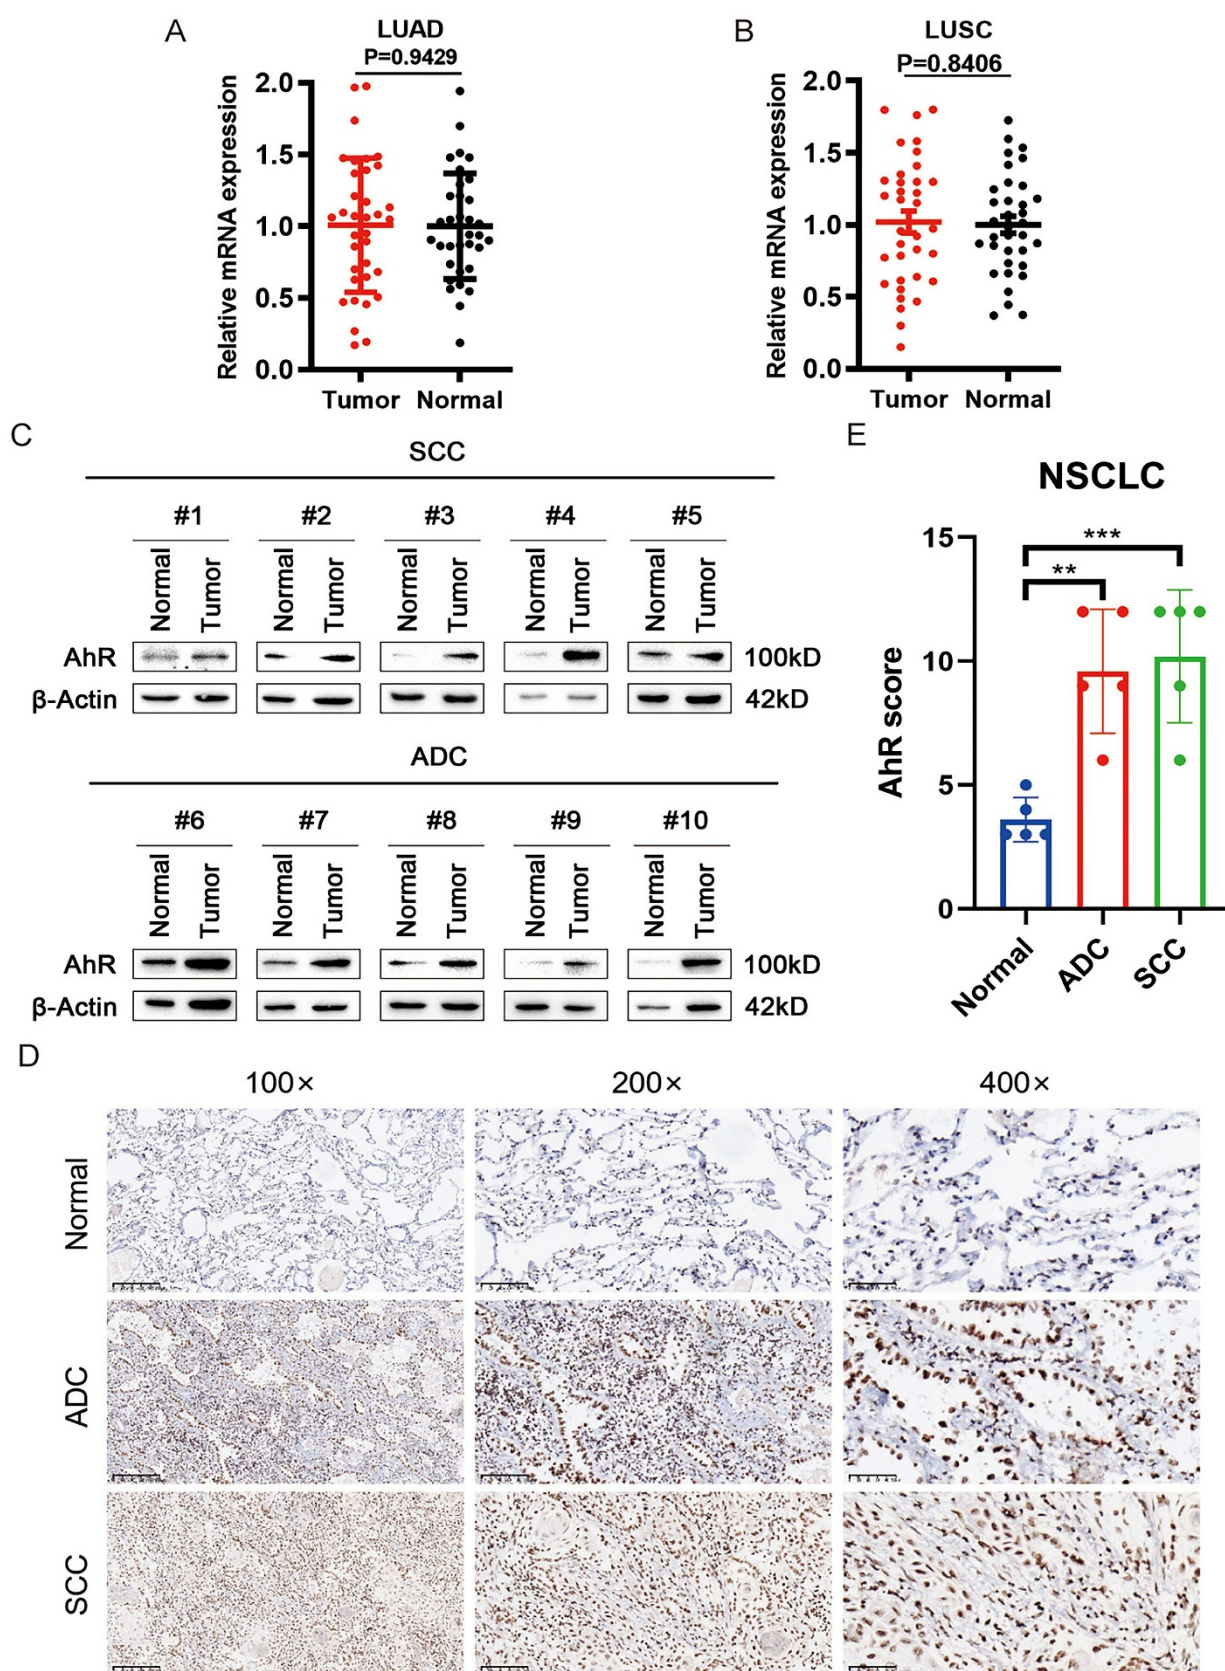 A
LUAD
P=0.9429
Relative mRNA expression
2.0
1.5
1.0
0.5
0.0
Tumor Normal
B
LUSC
P=0.8406
Relative mRNA expression
2.0
1.5
1.0
0.5
0.0
Tumor Normal
C
SCC
#1 #2 #3 #4 #5
Normal Tumor Normal Tumor Normal Tumor Normal Tumor Normal Tumor
AhR 100kD
β-Actin 42kD
ADC
#6 #7 #8 #9 #10
Normal Tumor Normal Tumor Normal Tumor Normal Tumor Normal Tumor
AhR 100kD
β-Actin 42kD
E
NSCLC
AhR score
15
10
5
0
***
**
Normal ADC SCC
D
100× 200× 400×
Normal
ADC
SCC